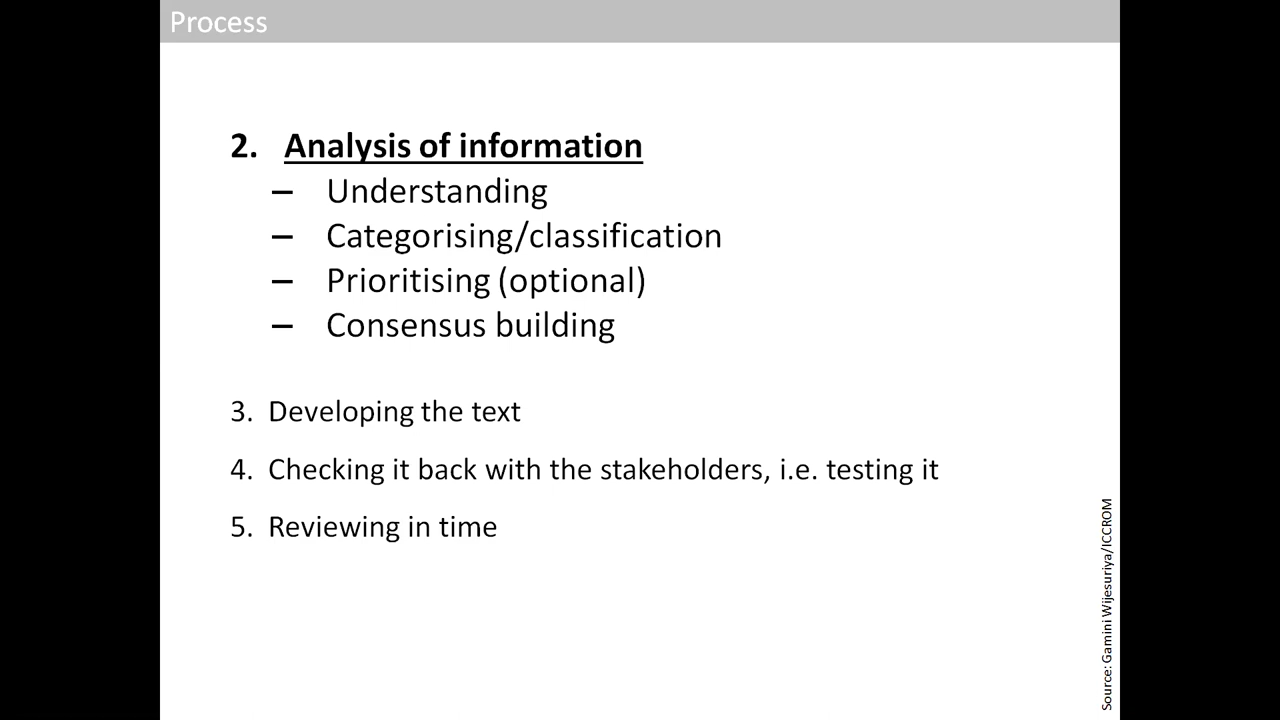 Process
2. Analysis of information
– Understanding
– Categorising/classification
– Prioritising (optional)
– Consensus building
3. Developing the text
4. Checking it back with the stakeholders, i.e. testing it
5. Reviewing in time
Source: Gamini Wijesuriya/ICCROM